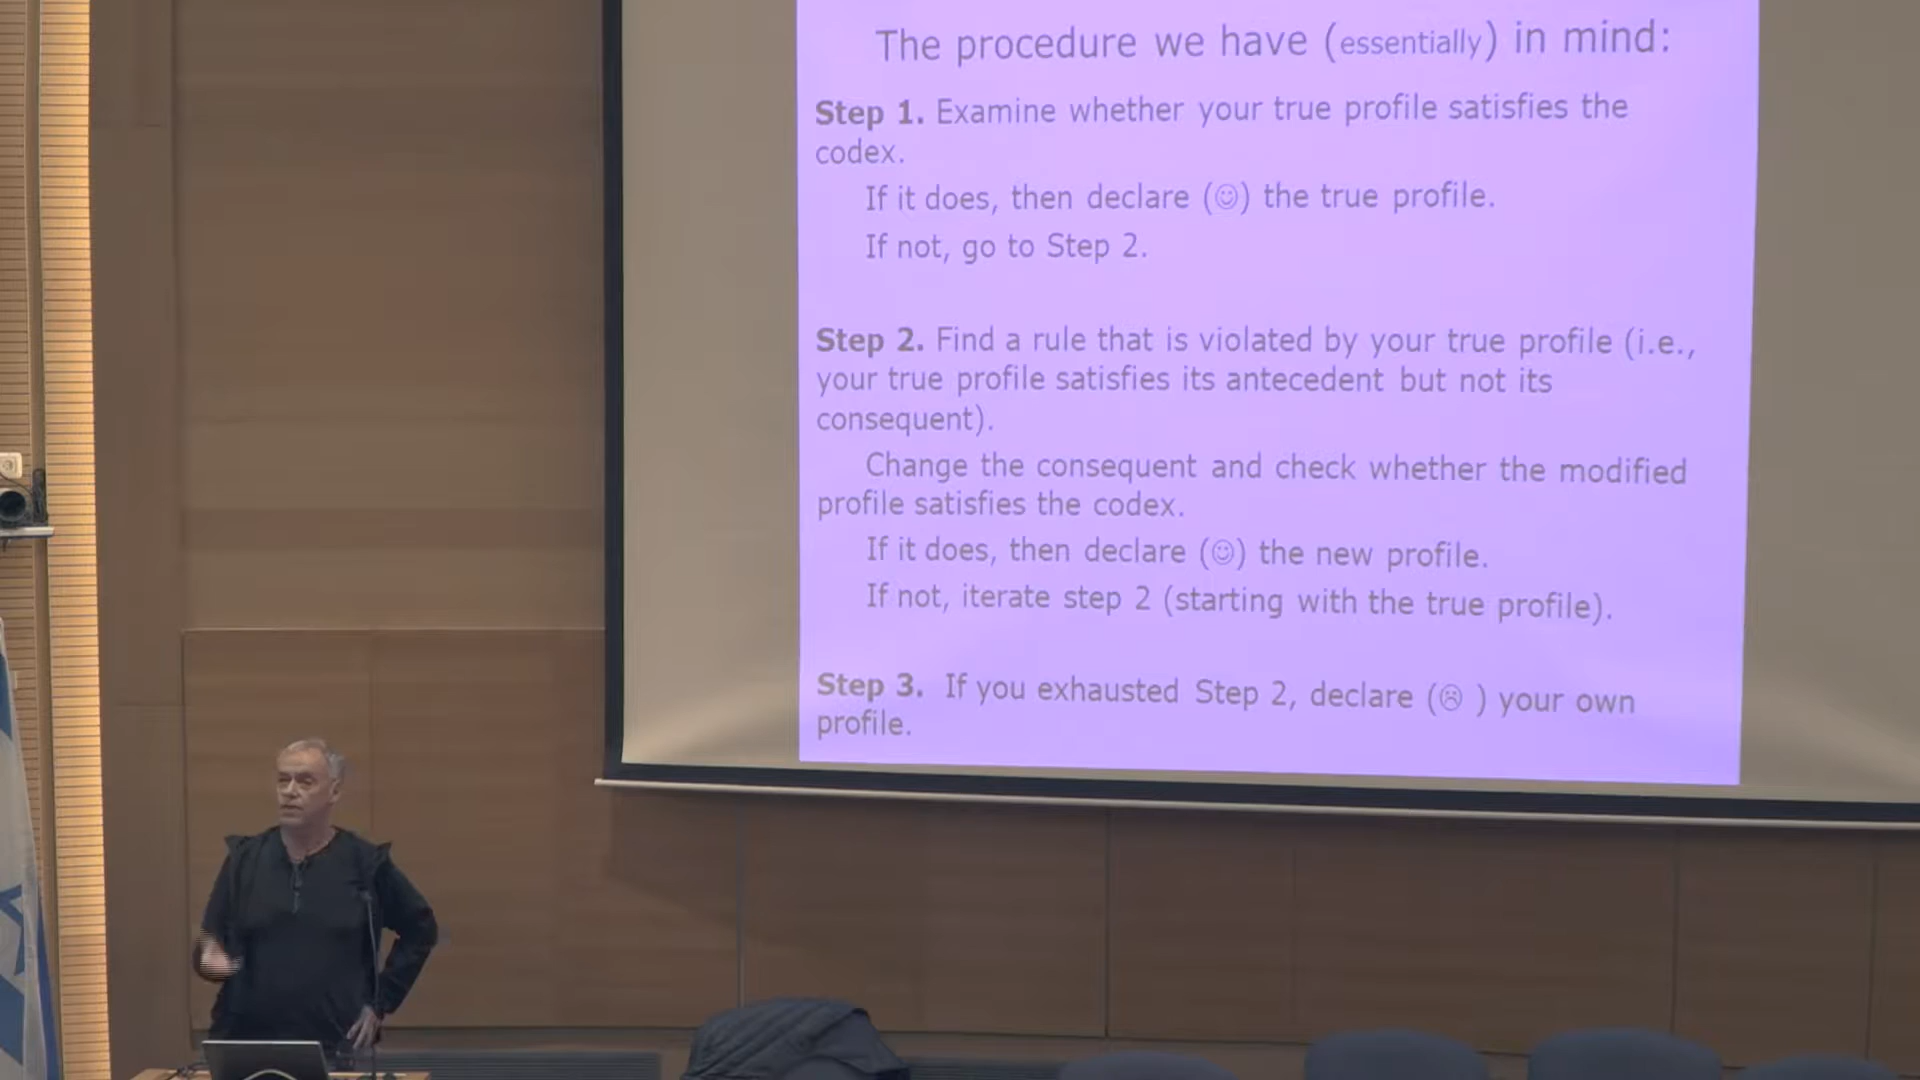 The procedure we have (essentially) in mind:
Step 1. Examine whether your true profile satisfies the
codex.
If it does, then declare (☺) the true profile.
If not, go to Step 2.
Step 2. Find a rule that is violated by your true profile (i.e.,
your true profile satisfies its antecedent but not its
consequent).
Change the consequent and check whether the modified
profile satisfies the codex.
If it does, then declare (☺) the new profile.
If not, iterate step 2 (starting with the true profile).
Step 3. If you exhausted Step 2, declare (☹ ) your own
profile.